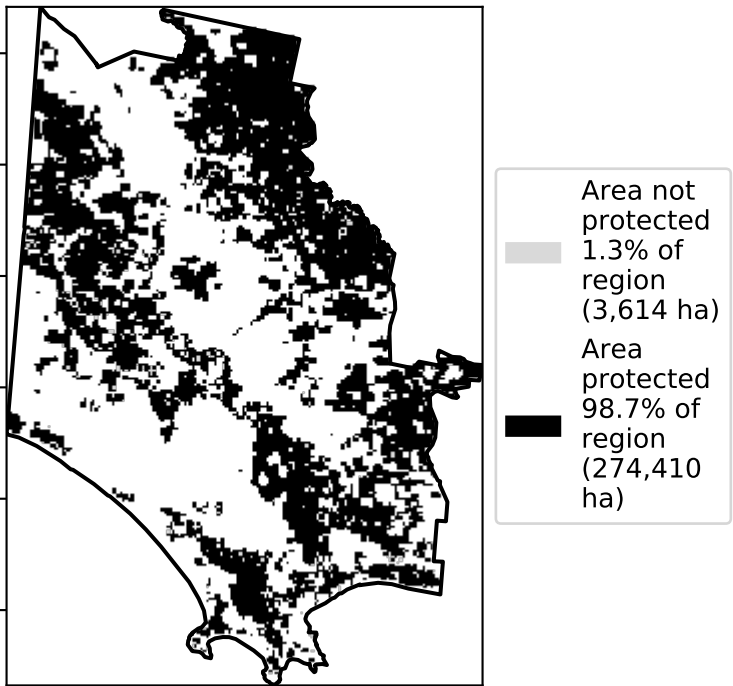 Area not
protected
1.3% of
region
(3,614 ha)
Area
protected
98.7% of
region
(274,410
ha)